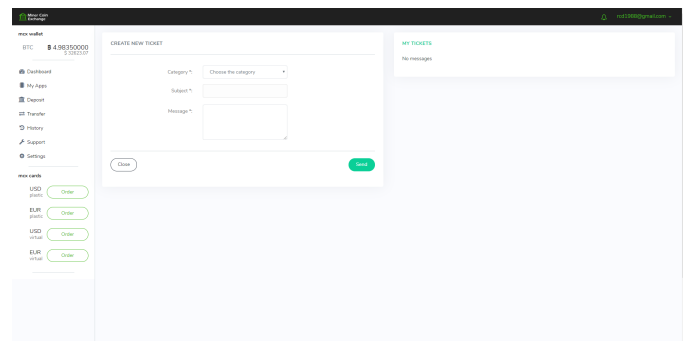 Minor Coin
Exchange
rcd1988@gmail.com
mcx wallet
BTC ฿ 4.98350000
$ 32623.07
Dashboard
My Apps
Deposit
Transfer
History
Support
Settings
mcx cards
USD
plastic
Order
EUR
plastic
Order
USD
virtual
Order
EUR
virtual
Order
CREATE NEW TICKET
Category *:
Choose the category
Subject *:
Message *:
Close
Send
MY TICKETS
No messages